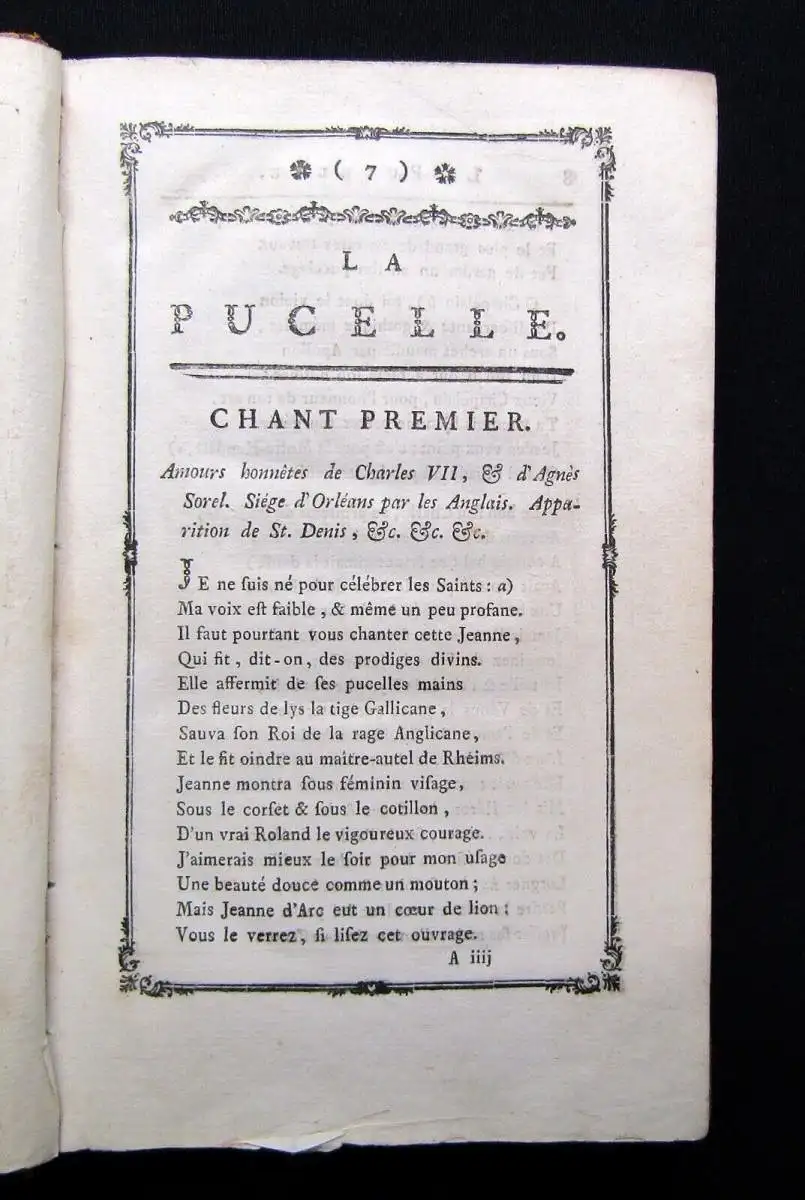 ( 7 )
LA
PUCELLE.
CHANT PREMIER.
Amours honnêtes de Charles VII, & d'Agnès
Sorel. Siége d'Orléans par les Anglais. Appa-
rition de St. Denis, &c. &c. &c.
JE ne ſuis né pour célébrer les Saints : a)
Ma voix eſt faible, & même un peu profane.
Il faut pourtant vous chanter cette Jeanne,
Qui fit, dit-on, des prodiges divins.
Elle affermit de ſes pucelles mains
Des fleurs de lys la tige Gallicane,
Sauva ſon Roi de la rage Anglicane,
Et le fit oindre au maître-autel de Rheims.
Jeanne montra ſous féminin viſage,
Sous le corſet & ſous le cotillon,
D'un vrai Roland le vigoureux courage.
J'aimerais mieux le ſoir pour mon uſage
Une beauté douce comme un mouton ;
Mais Jeanne d'Arc eut un cœur de lion :
Vous le verrez, ſi liſez cet ouvrage.
A iiij